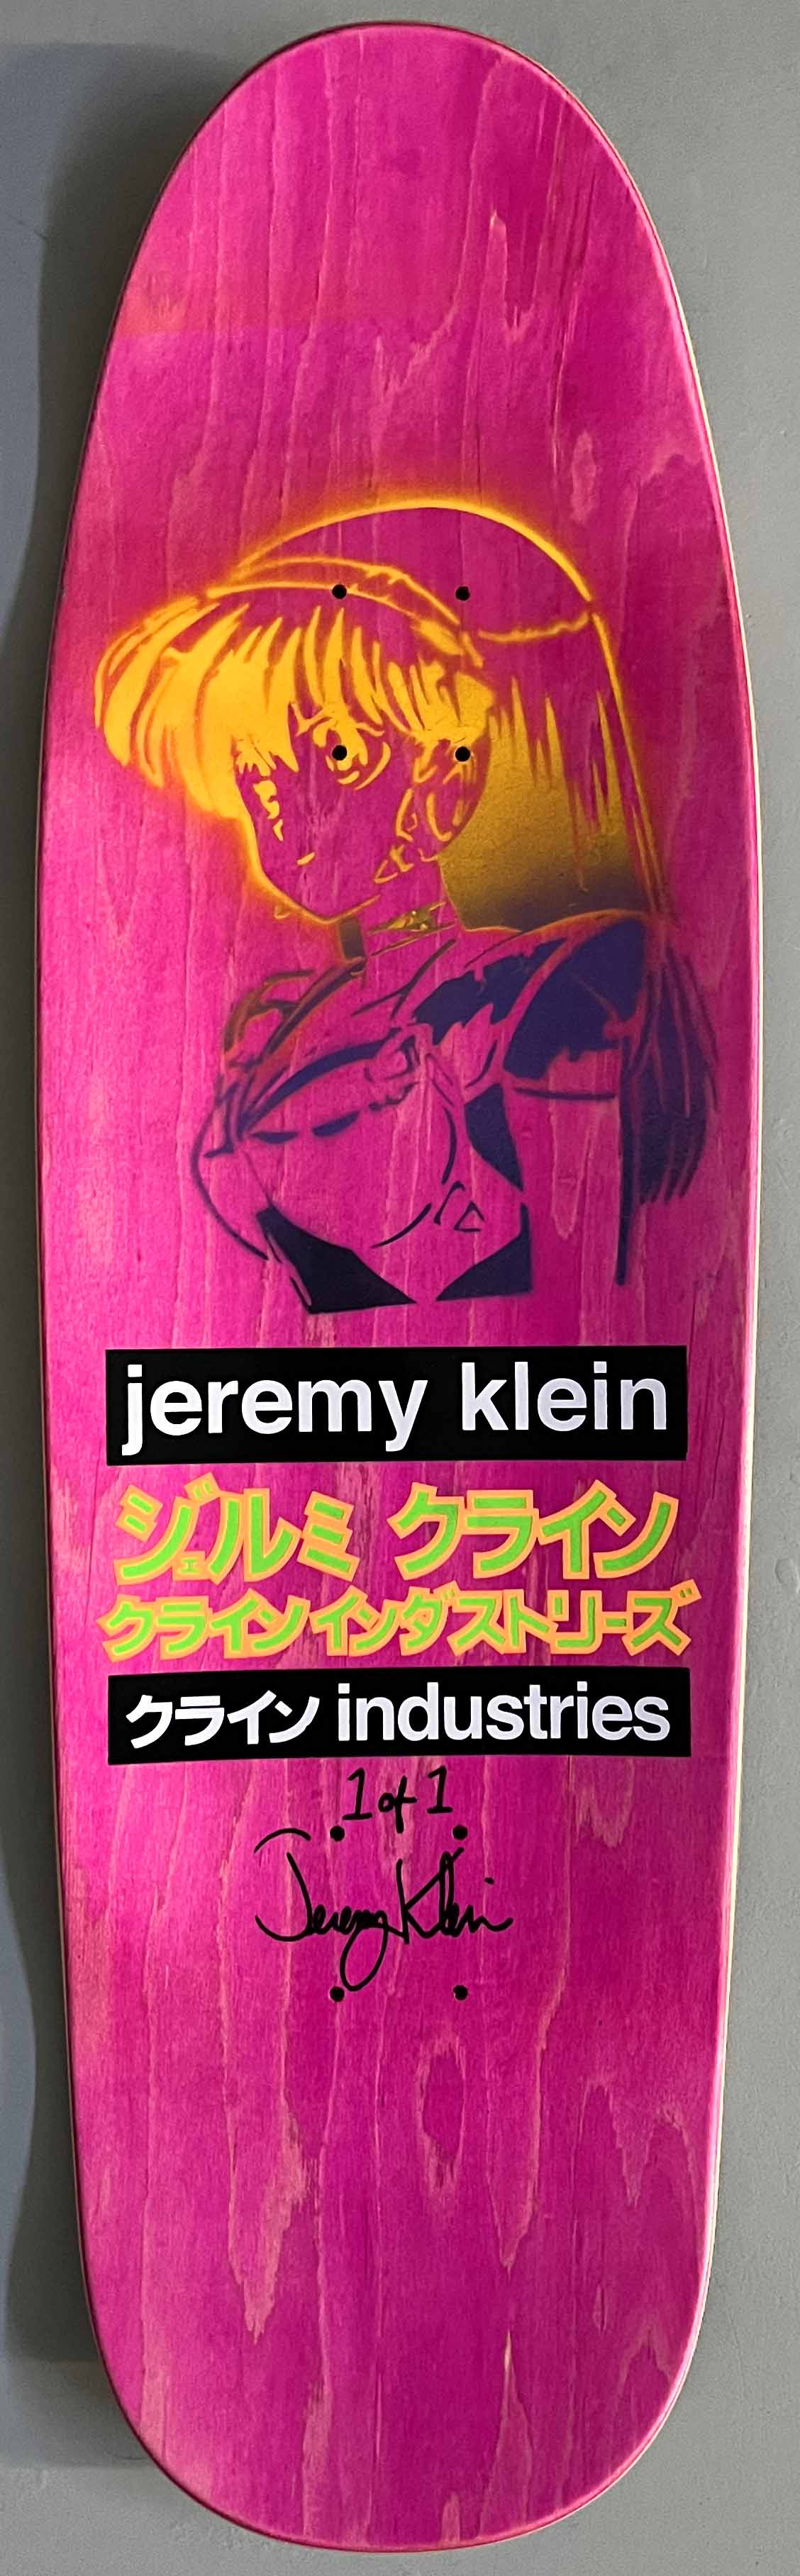 jeremy klein
ジェルミ クライン
クラインインダストリーズ
クライン industries
1 of 1
Jeremy Klein